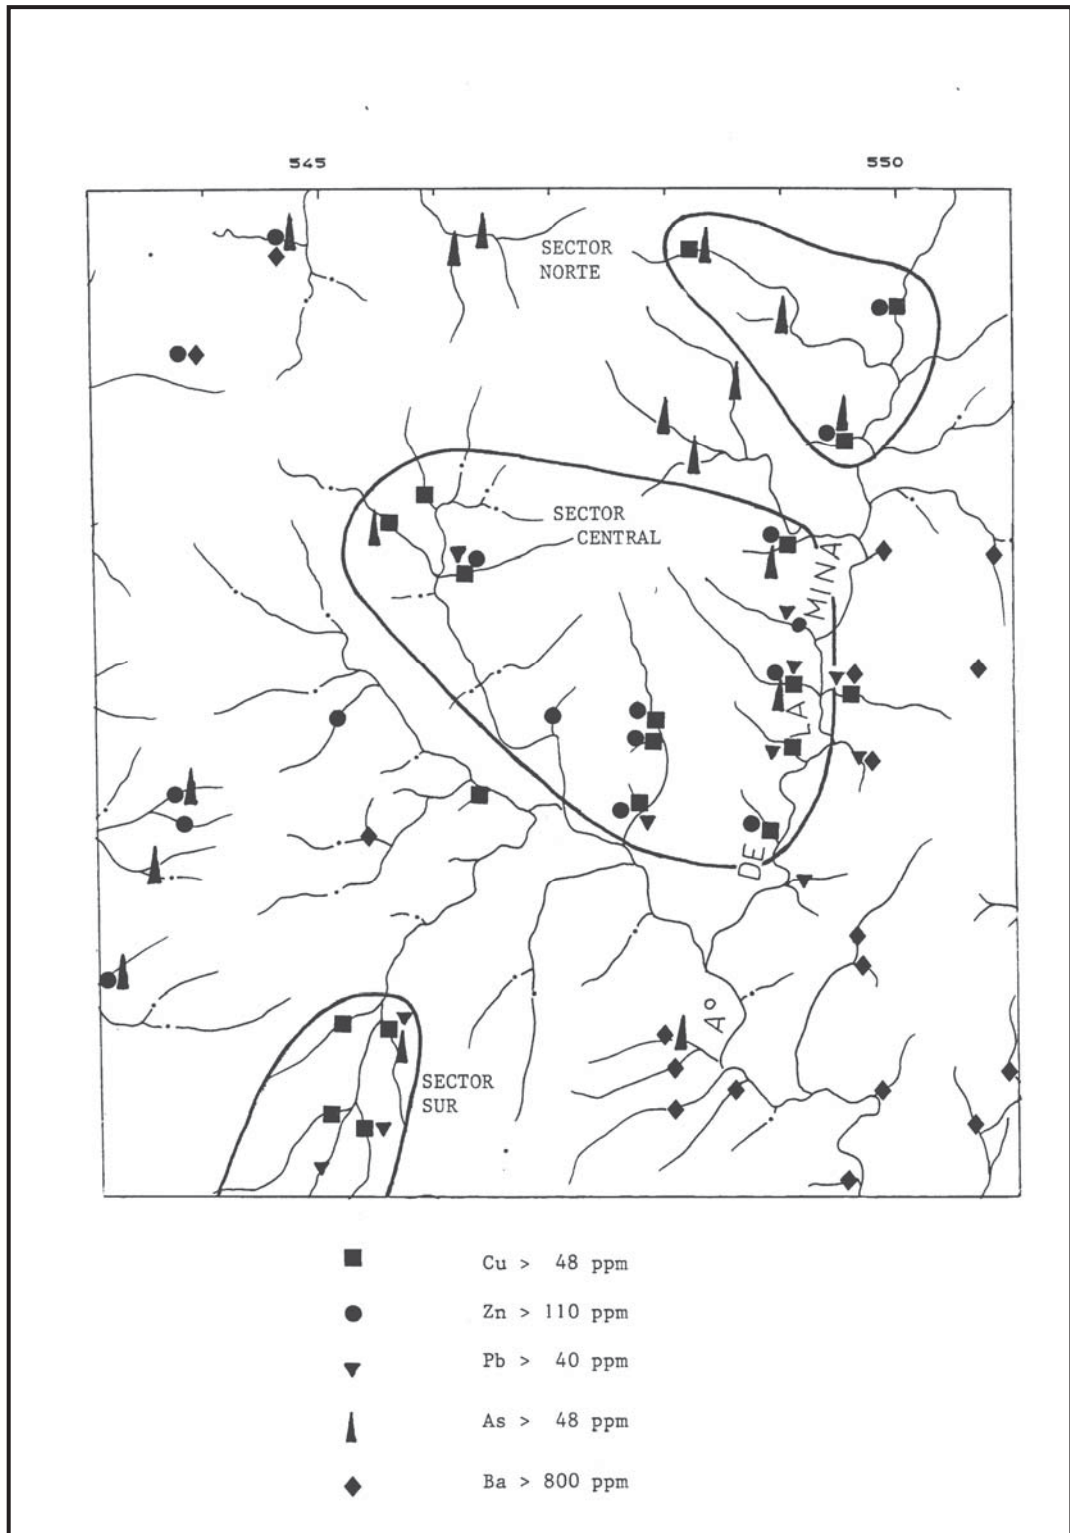 545 550
SECTOR
NORTE
SECTOR
CENTRAL
MINA
LA
DE
Aº
SECTOR
SUR
Cu > 48 ppm
Zn > 110 ppm
Pb > 40 ppm
As > 48 ppm
Ba > 800 ppm